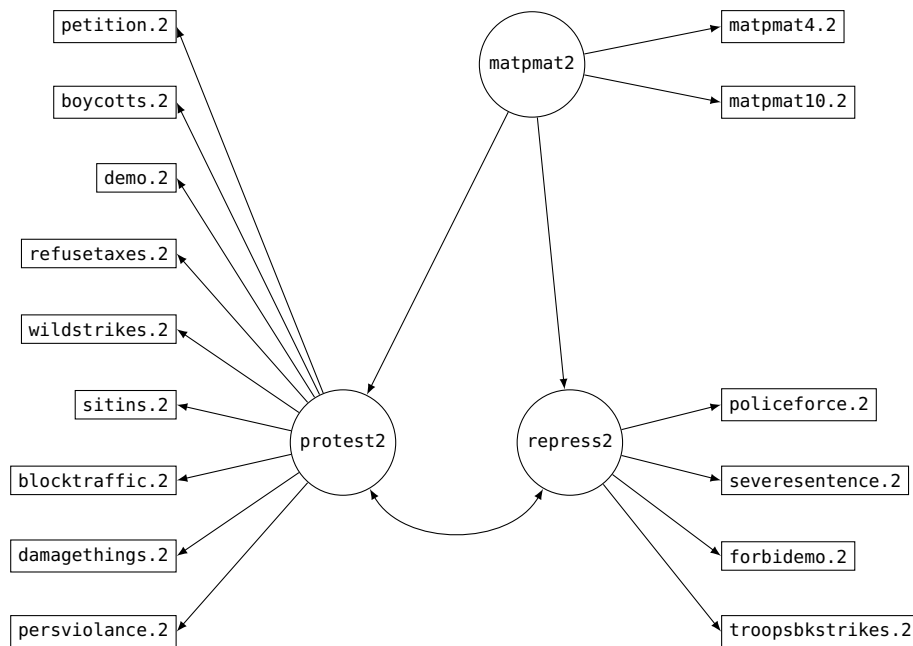 petition.2
boycotts.2
demo.2
refusetaxes.2
wildstrikes.2
sitins.2
blocktraffic.2
damagethings.2
persviolance.2
matpmat2
protest2
repress2
matpmat4.2
matpmat10.2
policeforce.2
severesentence.2
forbidemo.2
troopsbkstrikes.2